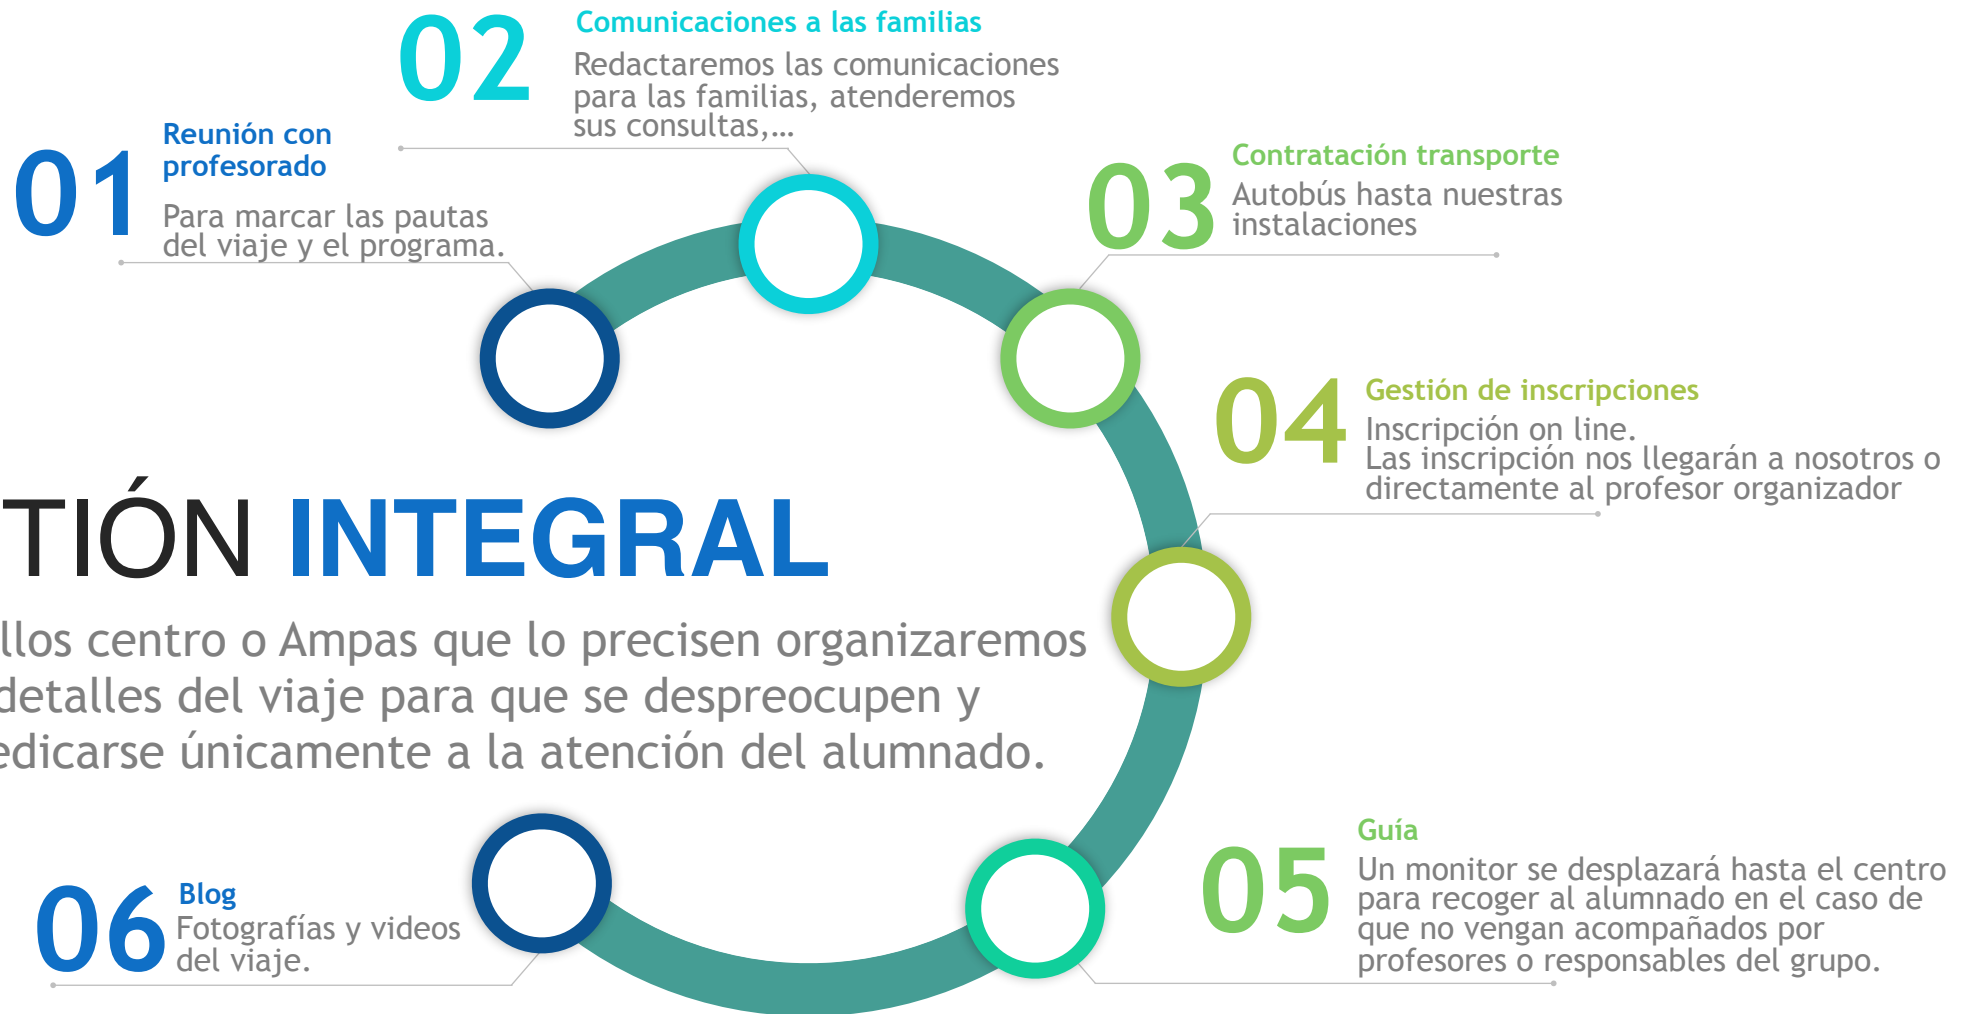 01
Reunión con
profesorado
Para marcar las pautas
del viaje y el programa.
02
Comunicaciones a las familias
Redactaremos las comunicaciones
para las familias, atenderemos
sus consultas,…
03
Contratación transporte
Autobús hasta nuestras
instalaciones
04
Gestión de inscripciones
Inscripción on line.
Las inscripción nos llegarán a nosotros o
directamente al profesor organizador
TIÓN INTEGRAL
llos centro o Ampas que lo precisen organizaremos
detalles del viaje para que se despreocupen y
edicarse únicamente a la atención del alumnado.
05
Guía
Un monitor se desplazará hasta el centro
para recoger al alumnado en el caso de
que no vengan acompañados por
profesores o responsables del grupo.
06
Blog
Fotografías y videos
del viaje.